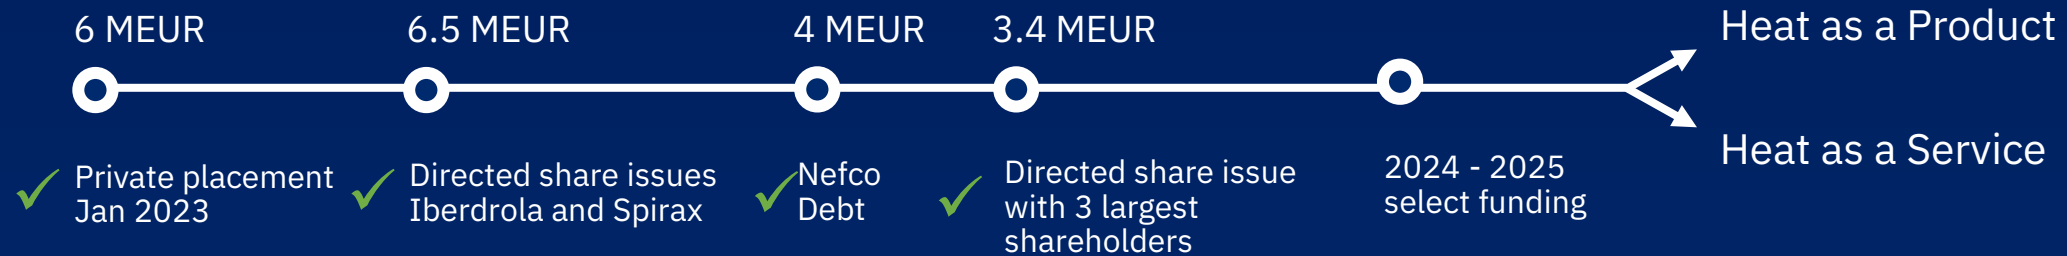 6 MEUR
6.5 MEUR
4 MEUR
3.4 MEUR
Heat as a Product
Heat as a Service
Private placement
Jan 2023
Directed share issues
Iberdrola and Spirax
Nefco
Debt
Directed share issue
with 3 largest
shareholders
2024 - 2025
select funding